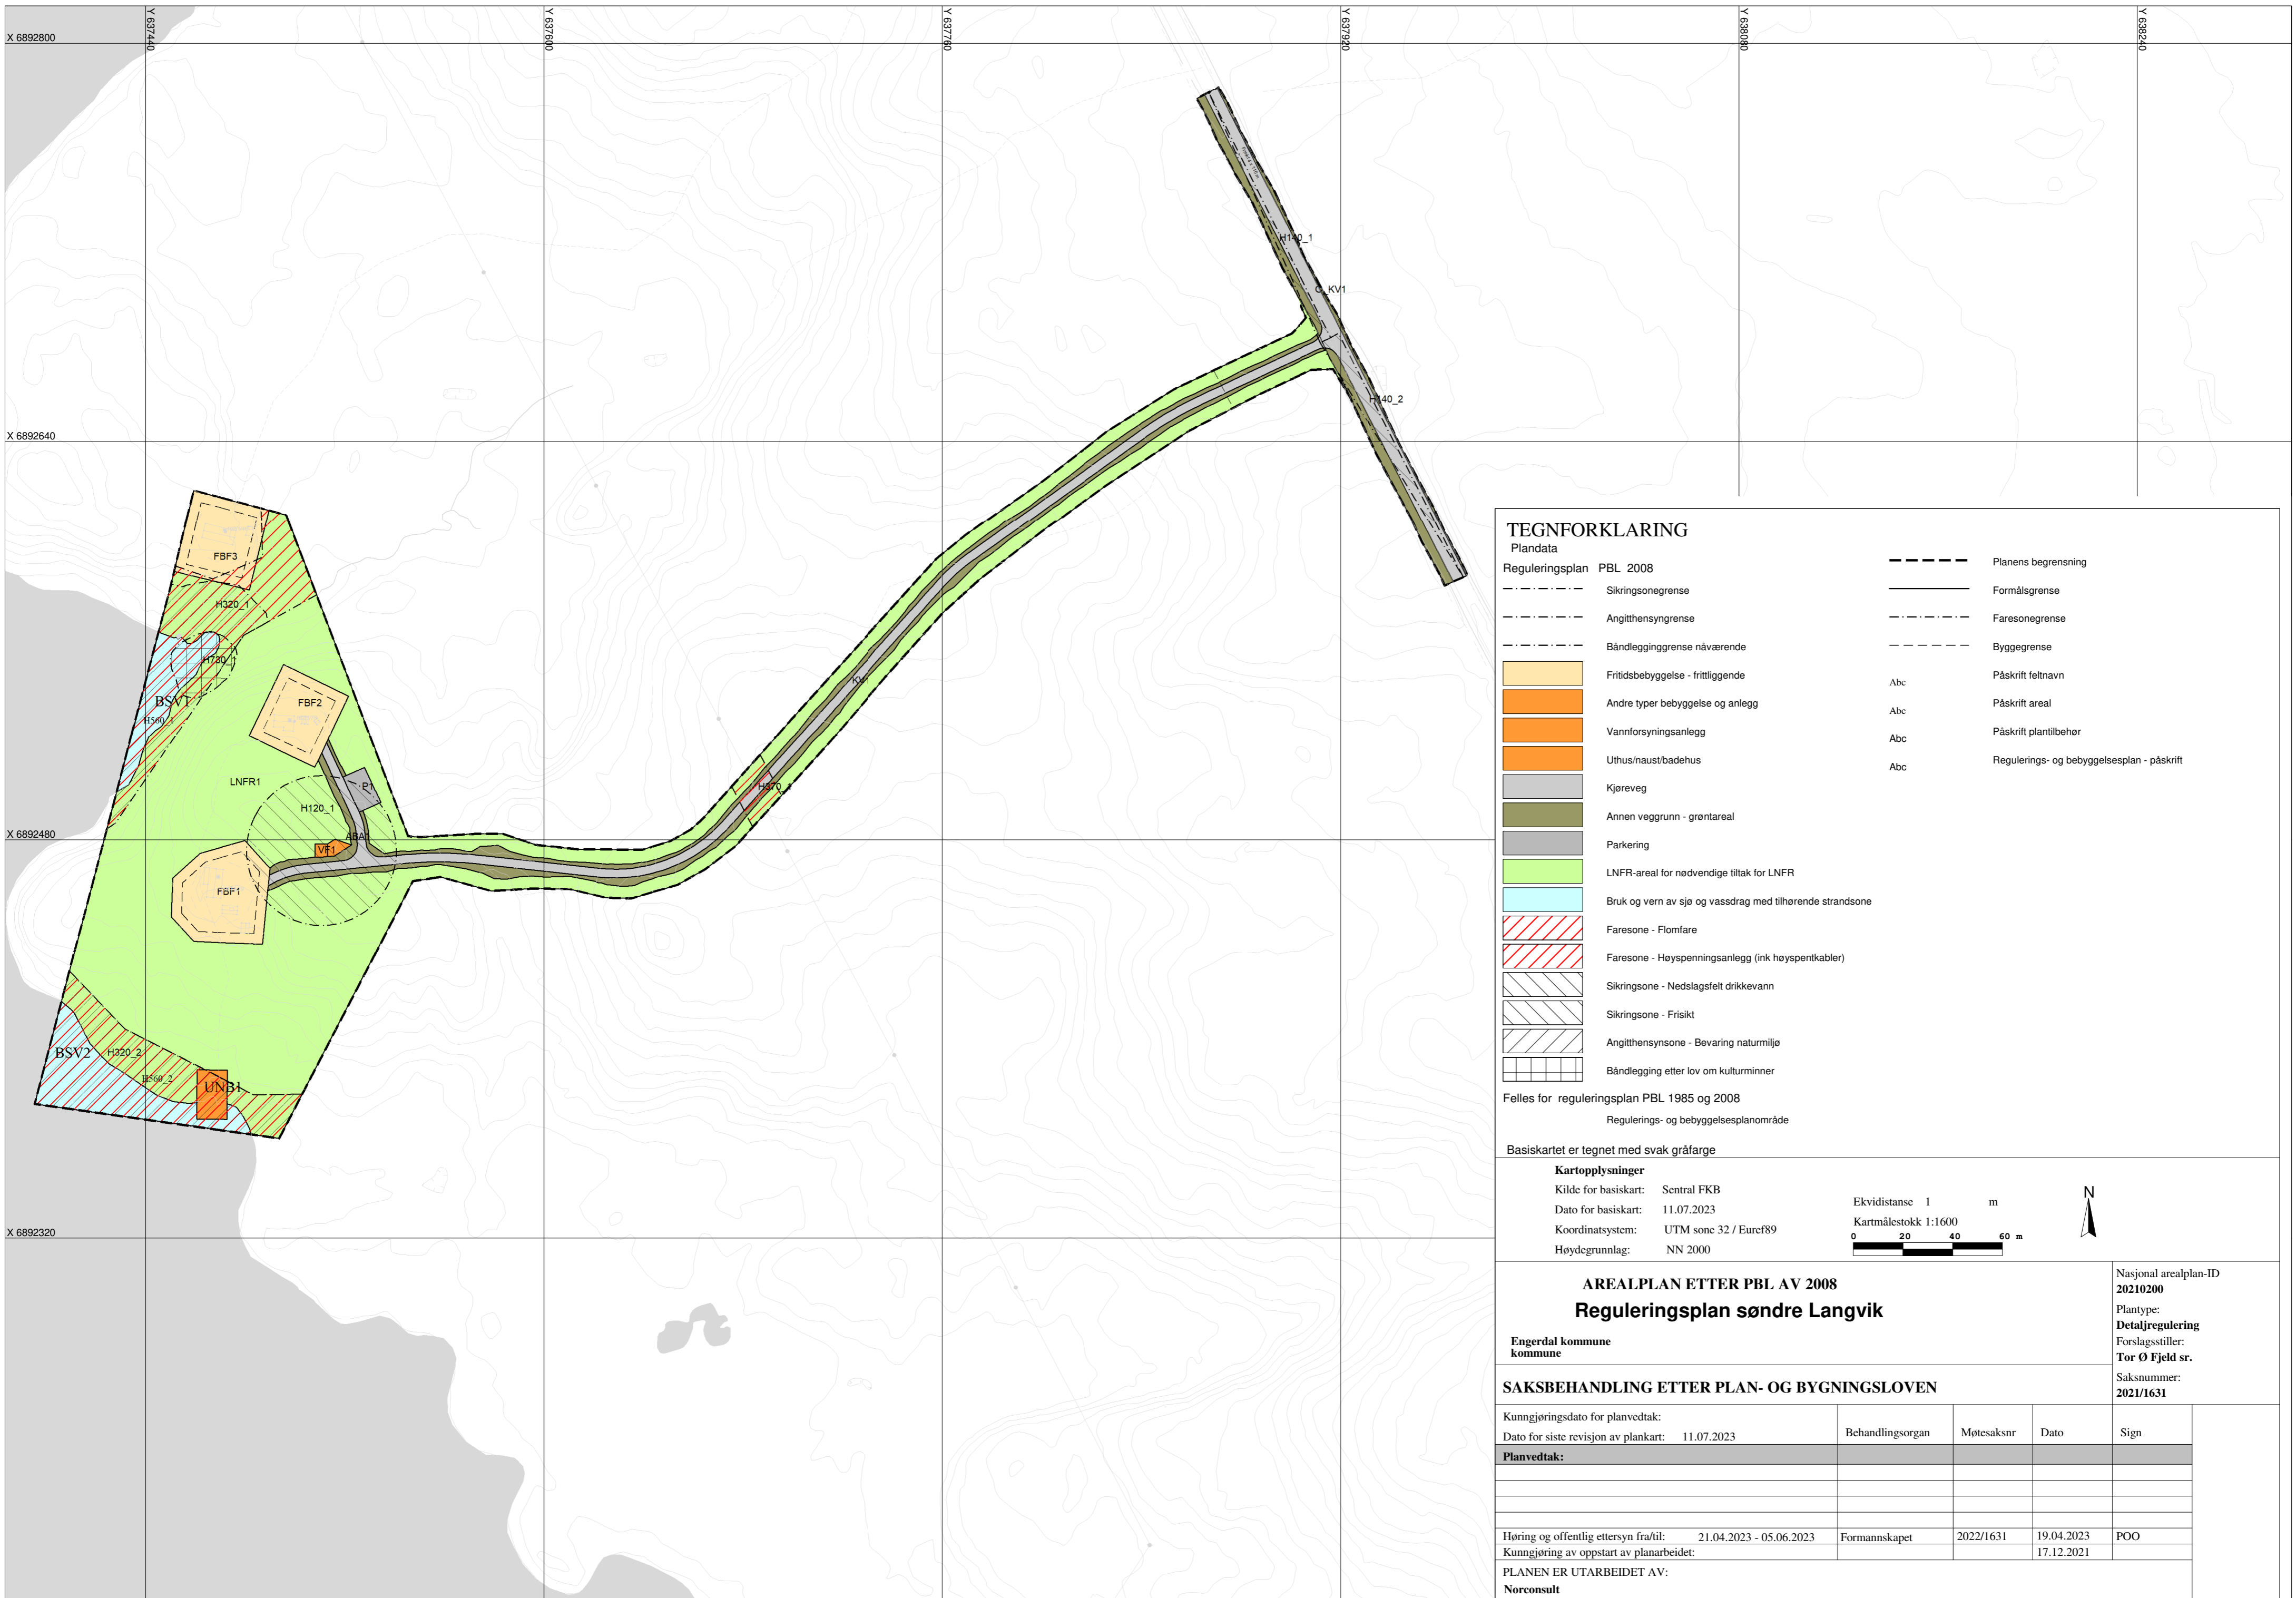 Y 637440
Y 637600
Y 637760
Y 637920
Y 638080
Y 638240
X 6892800
H140_1
G_KV1
H140_2
X 6892640
FBF3
H320_1
BSV1
H560_1
FBF2
LNFR1
P1
H120_1
ABA1
VF1
X 6892480
FBF1
BSV2
H320_2
H560_2
UNB1
X 6892320
TEGNFORKLARING
Plandata
Reguleringsplan PBL 2008
Sikringsonegrense
Angitthensyngrense
Båndlegginggrense nåværende
Fritidsbebyggelse - frittliggende
Andre typer bebyggelse og anlegg
Vannforsyningsanlegg
Uthus/naust/badehus
Kjøreveg
Annen veggrunn - grøntareal
Parkering
LNFR-areal for nødvendige tiltak for LNFR
Bruk og vern av sjø og vassdrag med tilhørende strandsone
Faresone - Flomfare
Faresone - Høyspenningsanlegg (ink høyspentkabler)
Sikringsone - Nedslagsfelt drikkevann
Sikringsone - Frisikt
Angitthensynsone - Bevaring naturmiljø
Båndlegging etter lov om kulturminner
Planens begrensning
Formålsgrense
Faresonegrense
Byggegrense
Abc Påskrift feltnavn
Abc Påskrift areal
Abc Påskrift plantilbehør
Abc Regulerings- og bebyggelsesplan - påskrift
Felles for reguleringsplan PBL 1985 og 2008
Regulerings- og bebyggelsesplanområde
Basiskartet er tegnet med svak gråfarge
Kartopplysninger
Kilde for basiskart: Sentral FKB
Dato for basiskart: 11.07.2023
Koordinatsystem: UTM sone 32 / Euref89
Høydegrunnlag: NN 2000
Ekvidistanse 1 m
Kartmålestokk 1:1600
0 20 40 60 m
N
AREALPLAN ETTER PBL AV 2008
Reguleringsplan søndre Langvik
Engerdal kommune
kommune
Nasjonal arealplan-ID
20210200
Plantype:
Detaljregulering
Forslagsstiller:
Tor Ø Fjeld sr.
Saksnummer:
2021/1631
SAKSBEHANDLING ETTER PLAN- OG BYGNINGSLOVEN
Kunngjøringsdato for planvedtak:
Dato for siste revisjon av plankart: 11.07.2023
Behandlingsorgan Møtesaksnr Dato Sign
Planvedtak:
Høring og offentlig ettersyn fra/til: 21.04.2023 - 05.06.2023 Formannskapet 2022/1631 19.04.2023 POO
Kunngjøring av oppstart av planarbeidet: 17.12.2021
PLANEN ER UTARBEIDET AV:
Norconsult